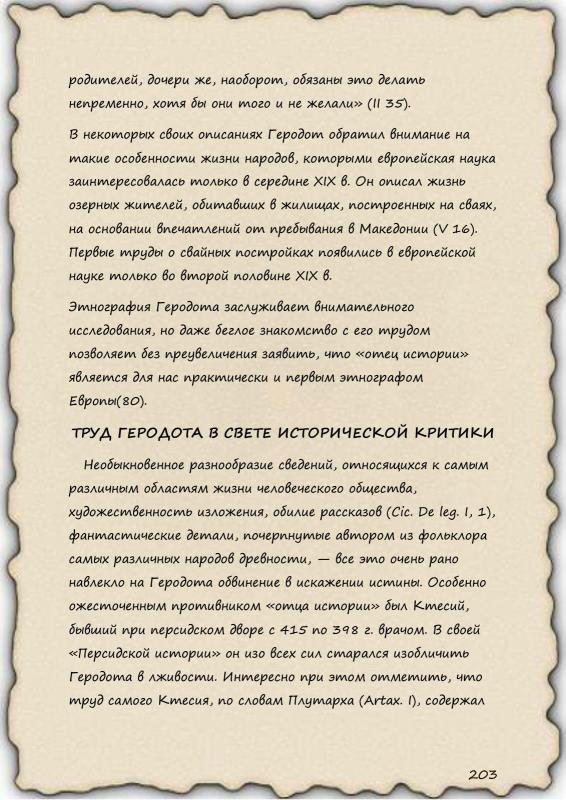 родителей, дочери же, наоборот, обязаны это делать
непременно, хотя бы они того и не желали» (II 35).
В некоторых своих описаниях Геродот обратил внимание на
такие особенности жизни народов, которыми европейская наука
заинтересовалась только в середине XIX в. Он описал жизнь
озерных жителей, обитавших в жилищах, построенных на сваях,
на основании впечатлений от пребывания в Македонии (V 16).
Первые труды о свайных постройках появились в европейской
науке только во второй половине XIX в.
Этнография Геродота заслуживает внимательного
исследования, но даже беглое знакомство с его трудом
позволяет без преувеличения заявить, что «отец истории»
является для нас практически и первым этнографом
Европы(80).
ТРУД ГЕРОДОТА В СВЕТЕ ИСТОРИЧЕСКОЙ КРИТИКИ
Необыкновенное разнообразие сведений, относящихся к самым
различным областям жизни человеческого общества,
художественность изложения, обилие рассказов (Cic. De leg. I, 1),
фантастические детали, почерпнутые автором из фольклора
самых различных народов древности, — все это очень рано
навлекло на Геродота обвинение в искажении истины. Особенно
ожесточенным противником «отца истории» был Ктесий,
бывший при персидском дворе с 415 по 398 г. врачом. В своей
«Персидской истории» он изо всех сил старался изобличить
Геродота в лживости. Интересно при этом отметить, что
труд самого Ктесия, по словам Плутарха (Artax. I), содержал
203